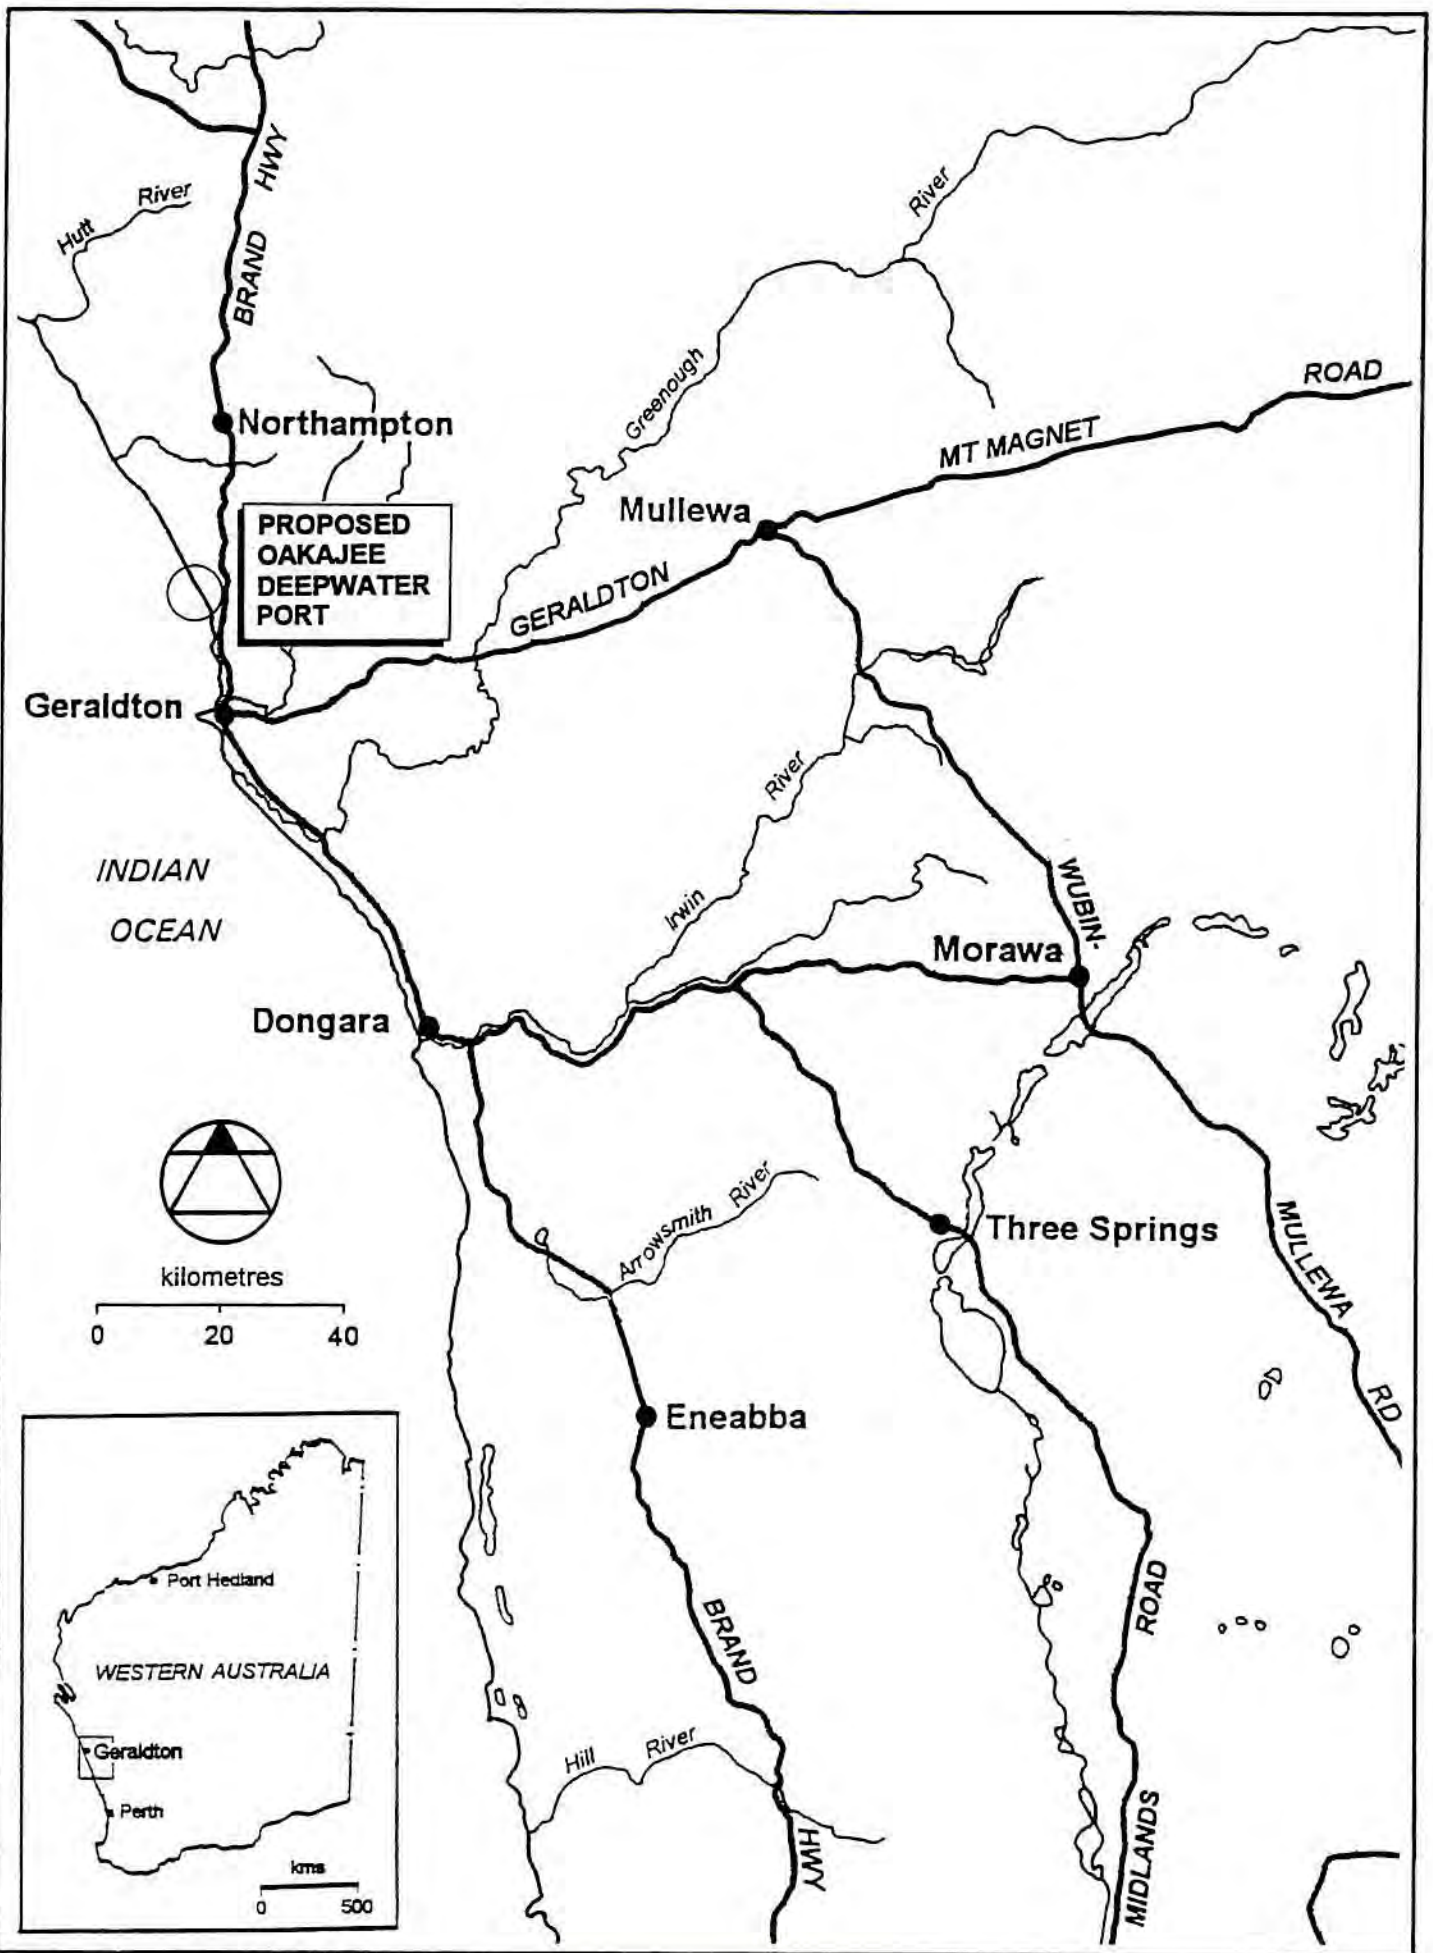 HWY
River
Hutt
BRAND
River
ROAD
Greenough
MT MAGNET
Northampton
Mullewa
PROPOSED
OAKAJEE
DEEPWATER
PORT
GERALDTON
Geraldton
River
INDIAN
OCEAN
Irwin
WUBIN-
Morawa
Dongara
Arrowsmith River
Three Springs
MULLEWA
RD
kilometres
0 20 40
Eneabba
Port Hedland
WESTERN AUSTRALIA
Geraldton
Perth
kms
0 500
BRAND
ROAD
Hill River
HWY
MIDLANDS